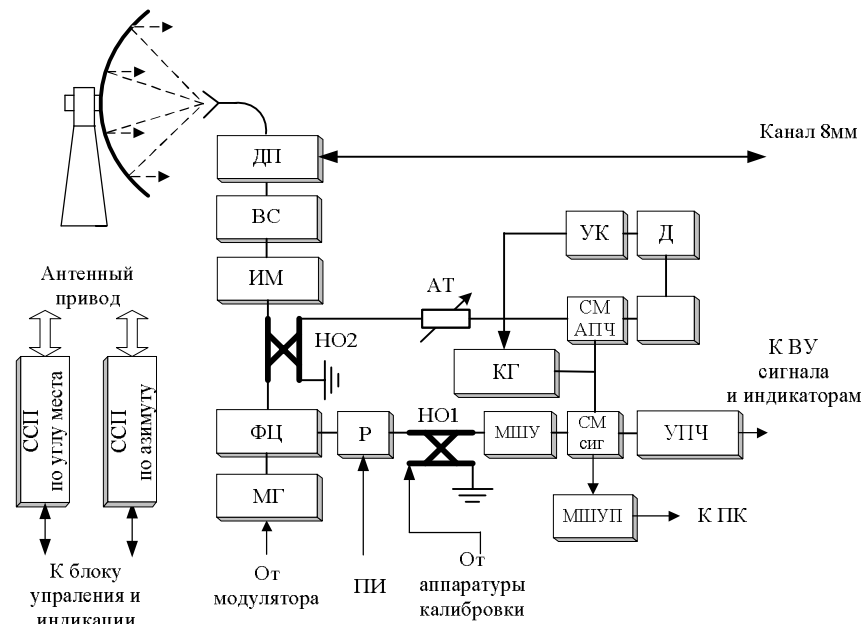 Канал 8мм
ДП
ВС
УК
Д
ИМ
Антенный
привод
АТ
СМ
АПЧ
НО2
КГ
К ВУ
сигнала
и индикаторам
ССП
по углу места
ССП
по азимуту
НО1
ФЦ
Р
МШУ
СМ
сиг
УПЧ
МГ
МШУП
К ПК
К блоку
упраления и
индикации
От
модулятора
ПИ
От
аппаратуры
калибровки